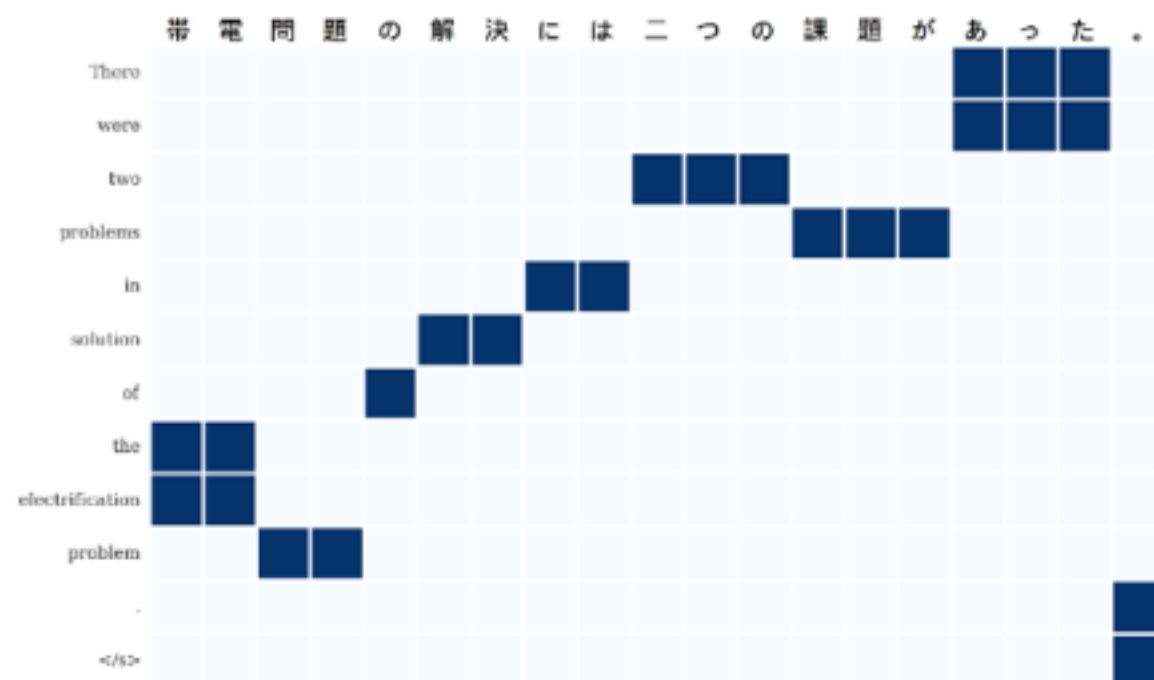 帯電問題の解決には二つの課題があった。
There
were
two
problems
in
solution
of
the
electrification
problem
.
</s>